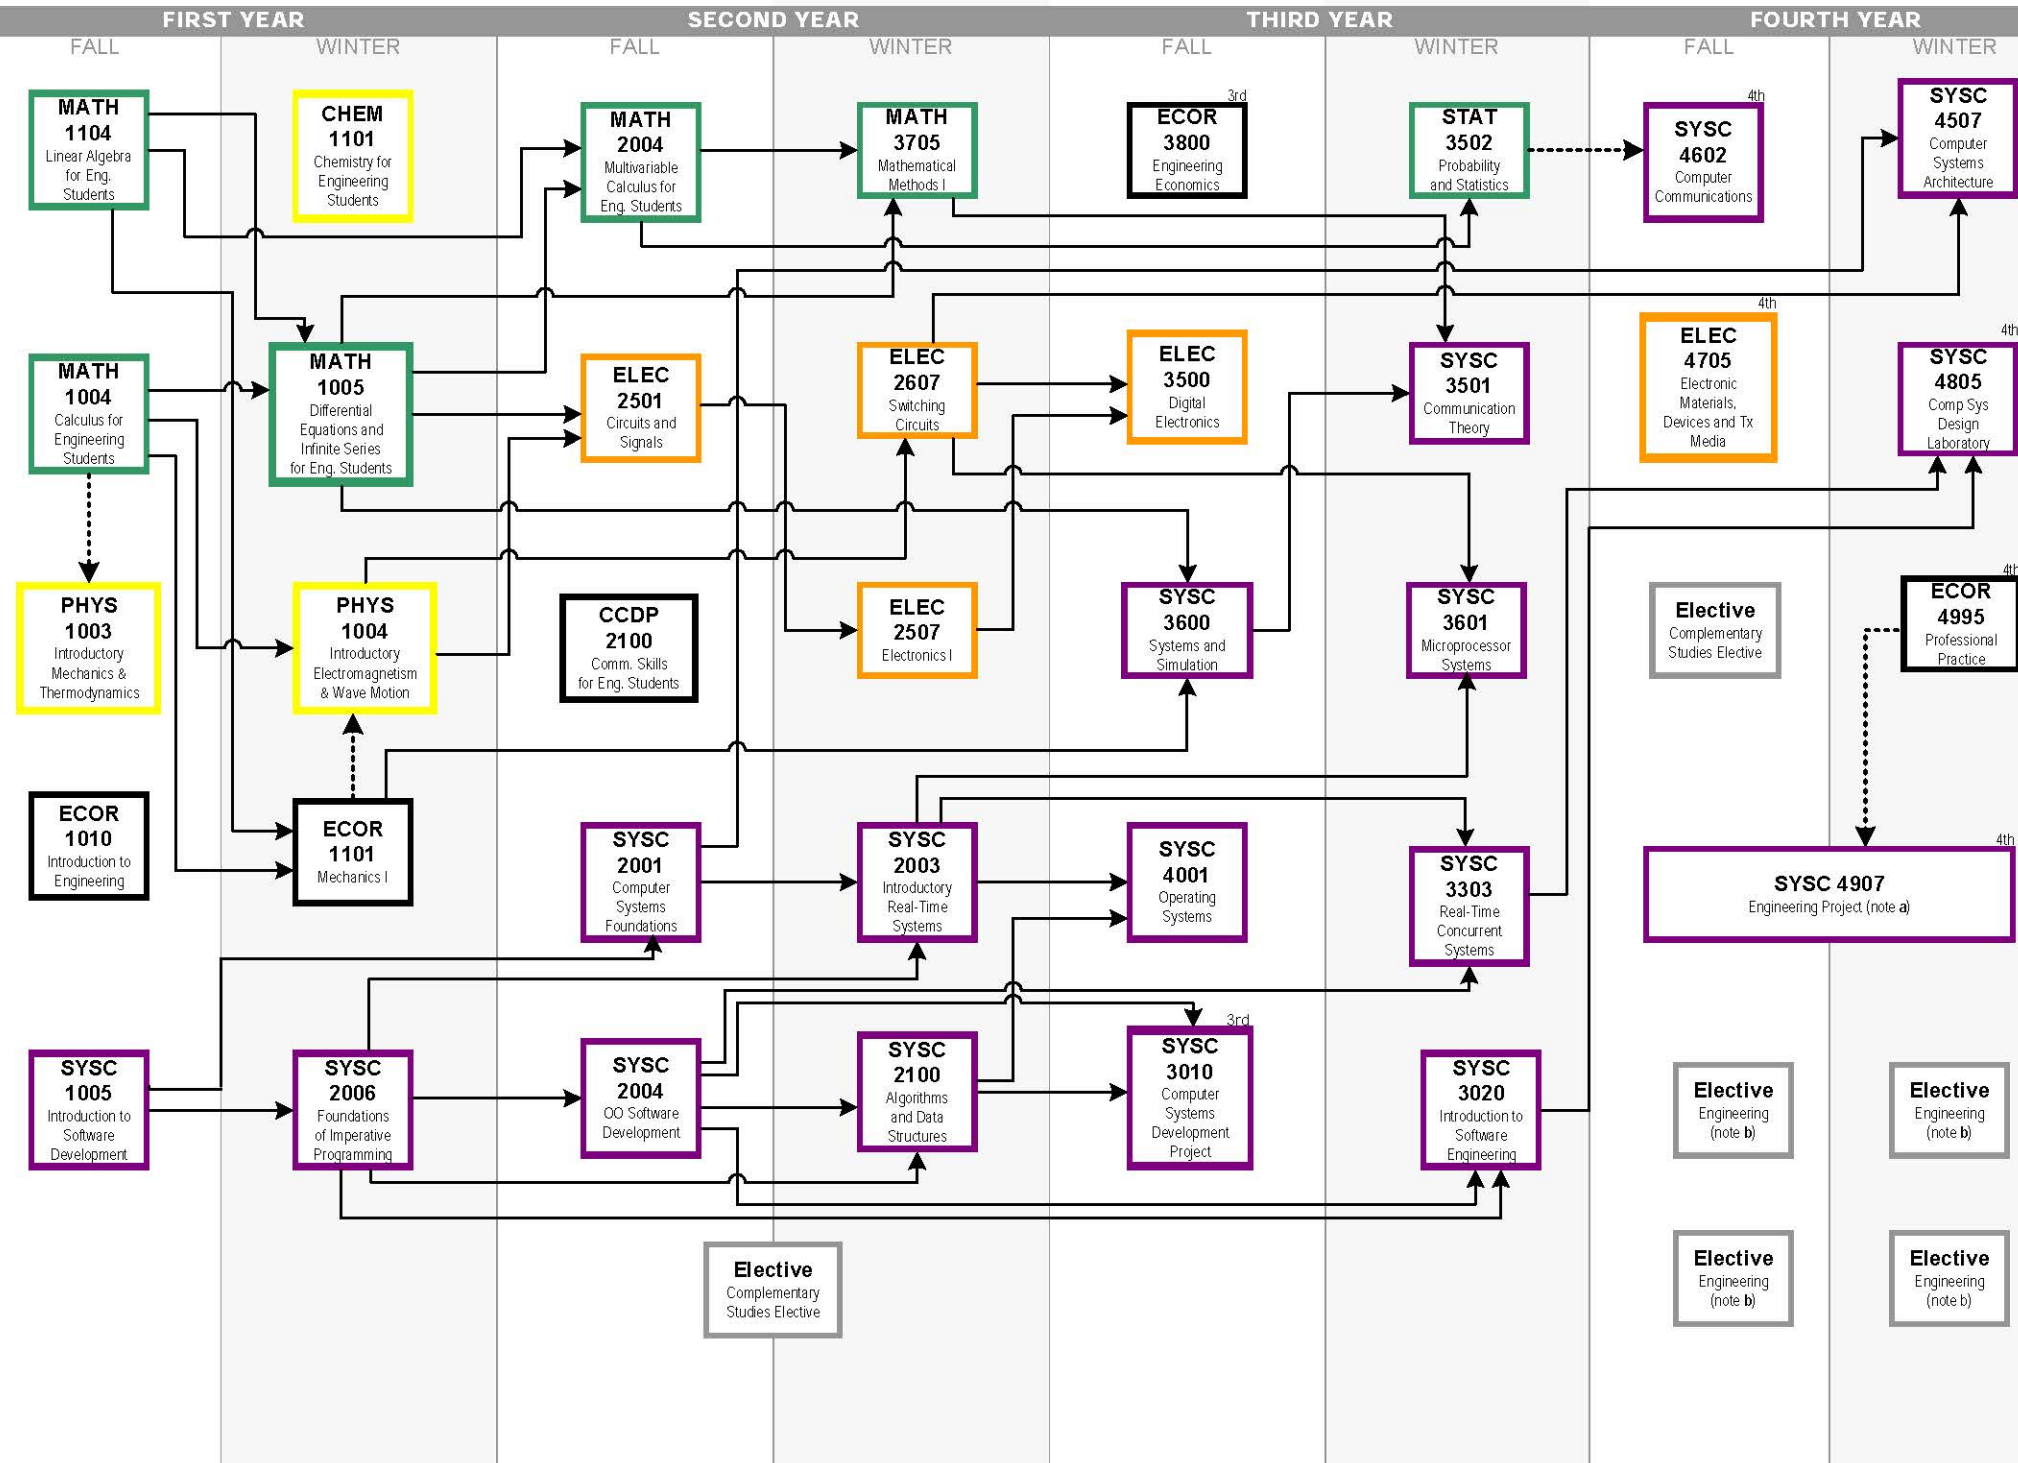 FIRST YEAR
SECOND YEAR
THIRD YEAR
FOURTH YEAR
FALL
WINTER
FALL
WINTER
FALL
WINTER
FALL
WINTER
MATH
1104
Linear Algebra
for Eng.
Students
CHEM
1101
Chemistry for
Engineering
Students
MATH
2004
Multivariable
Calculus for
Eng. Students
MATH
3705
Mathematical
Methods I
3rd
ECOR
3800
Engineering
Economics
STAT
3502
Probability
and Statistics
4th
SYSC
4602
Computer
Communications
SYSC
4507
Computer
Systems
Architecture
MATH
1004
Calculus for
Engineering
Students
MATH
1005
Differential
Equations and
Infinite Series
for Eng. Students
ELEC
2501
Circuits and
Signals
ELEC
2607
Switching
Circuits
ELEC
3500
Digital
Electronics
SYSC
3501
Communication
Theory
4th
ELEC
4705
Electronic
Materials,
Devices and Tx
Media
4th
SYSC
4805
Comp Sys
Design
Laboratory
PHYS
1003
Introductory
Mechanics &
Thermodynamics
PHYS
1004
Introductory
Electromagnetism
& Wave Motion
CCDP
2100
Comm. Skills
for Eng. Students
ELEC
2507
Electronics I
SYSC
3600
Systems and
Simulation
SYSC
3601
Microprocessor
Systems
Elective
Complementary
Studies Elective
4th
ECOR
4995
Professional
Practice
ECOR
1010
Introduction to
Engineering
ECOR
1101
Mechanics I
SYSC
2001
Computer
Systems
Foundations
SYSC
2003
Introductory
Real-Time
Systems
SYSC
4001
Operating
Systems
SYSC
3303
Real-Time
Concurrent
Systems
4th
SYSC 4907
Engineering Project (note a)
SYSC
1005
Introduction to
Software
Development
SYSC
2006
Foundations
of Imperative
Programming
SYSC
2004
OO Software
Development
SYSC
2100
Algorithms
and Data
Structures
3rd
SYSC
3010
Computer
Systems
Development
Project
SYSC
3020
Introduction to
Software
Engineering
Elective
Engineering
(note b)
Elective
Engineering
(note b)
Elective
Complementary
Studies Elective
Elective
Engineering
(note b)
Elective
Engineering
(note b)